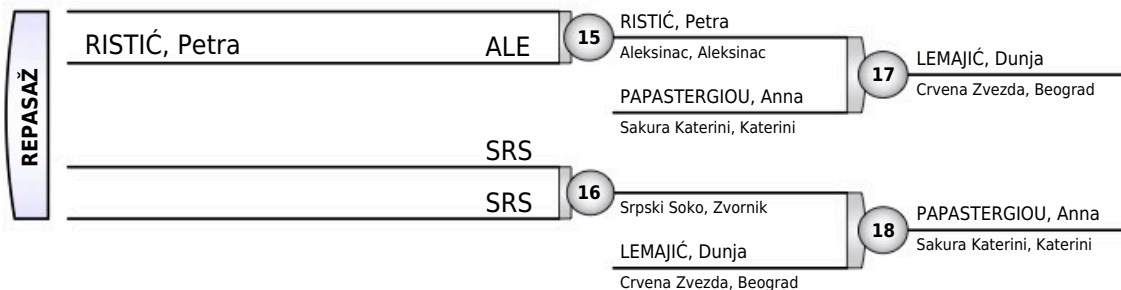 REPASAŽ
RISTIĆ, Petra ALE
15
RISTIĆ, Petra
Aleksinac, Aleksinac
PAPASTERGIOU, Anna
Sakura Katerini, Katerini
17
LEMAJIĆ, Dunja
Crvena Zvezda, Beograd
SRS
SRS
16
Srpski Soko, Zvornik
LEMAJIĆ, Dunja
Crvena Zvezda, Beograd
18
PAPASTERGIOU, Anna
Sakura Katerini, Katerini